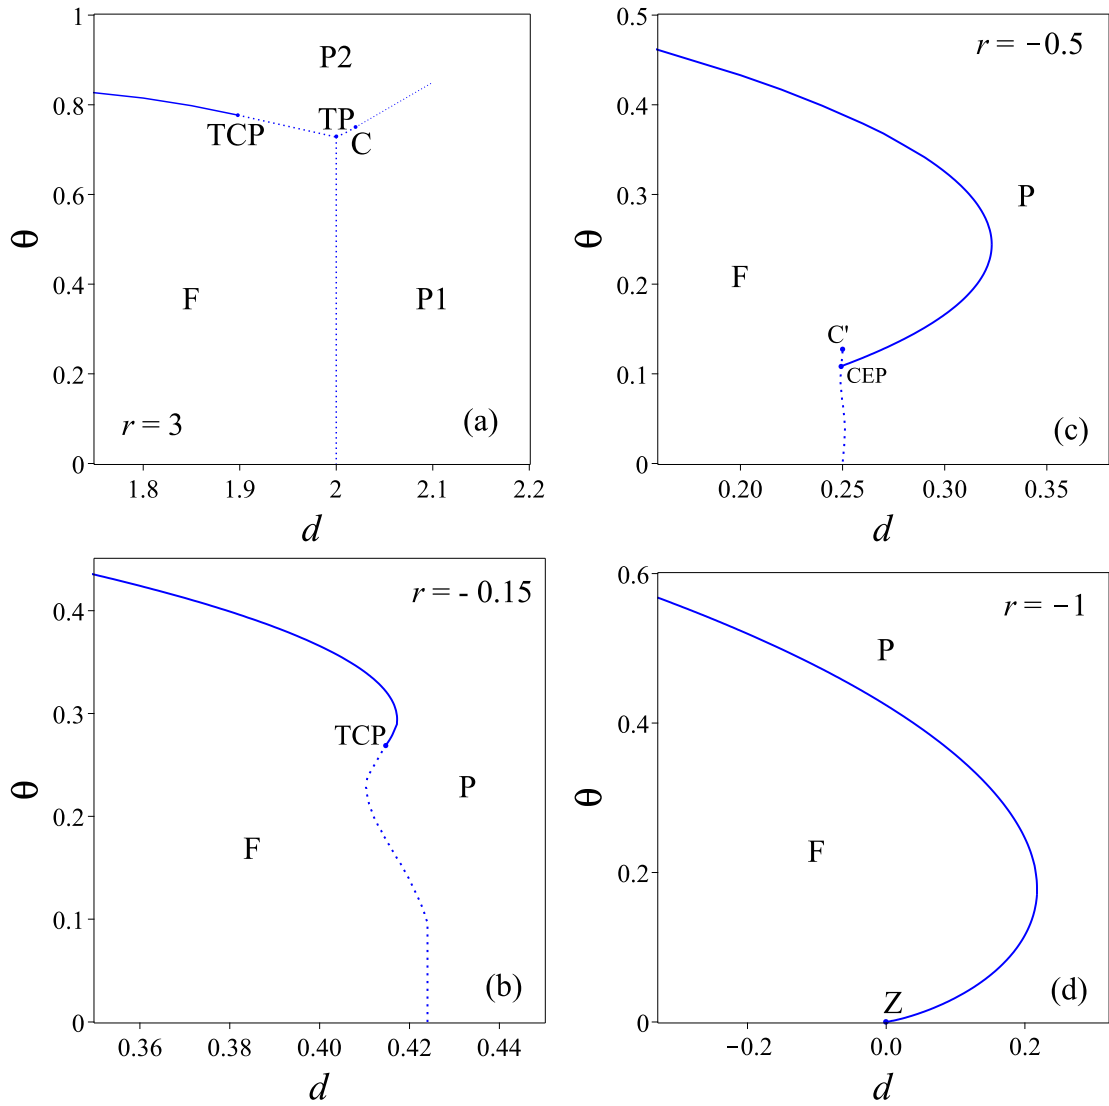 1
0.8
0.6
0.4
0.2
0
θ
P2
TCP
TP
C
F
P1
r = 3
(a)
1.8
1.9
2
2.1
2.2
d
0.5
0.4
0.3
0.2
0.1
0
θ
r = −0.5
P
F
C'
CEP
(c)
0.20
0.25
0.30
0.35
d
0.4
0.3
0.2
0.1
0
θ
r = - 0.15
TCP
P
F
(b)
0.36
0.38
0.40
0.42
0.44
d
0.6
0.4
0.2
0
θ
r = −1
P
F
Z
(d)
−0.2
0.0
0.2
d